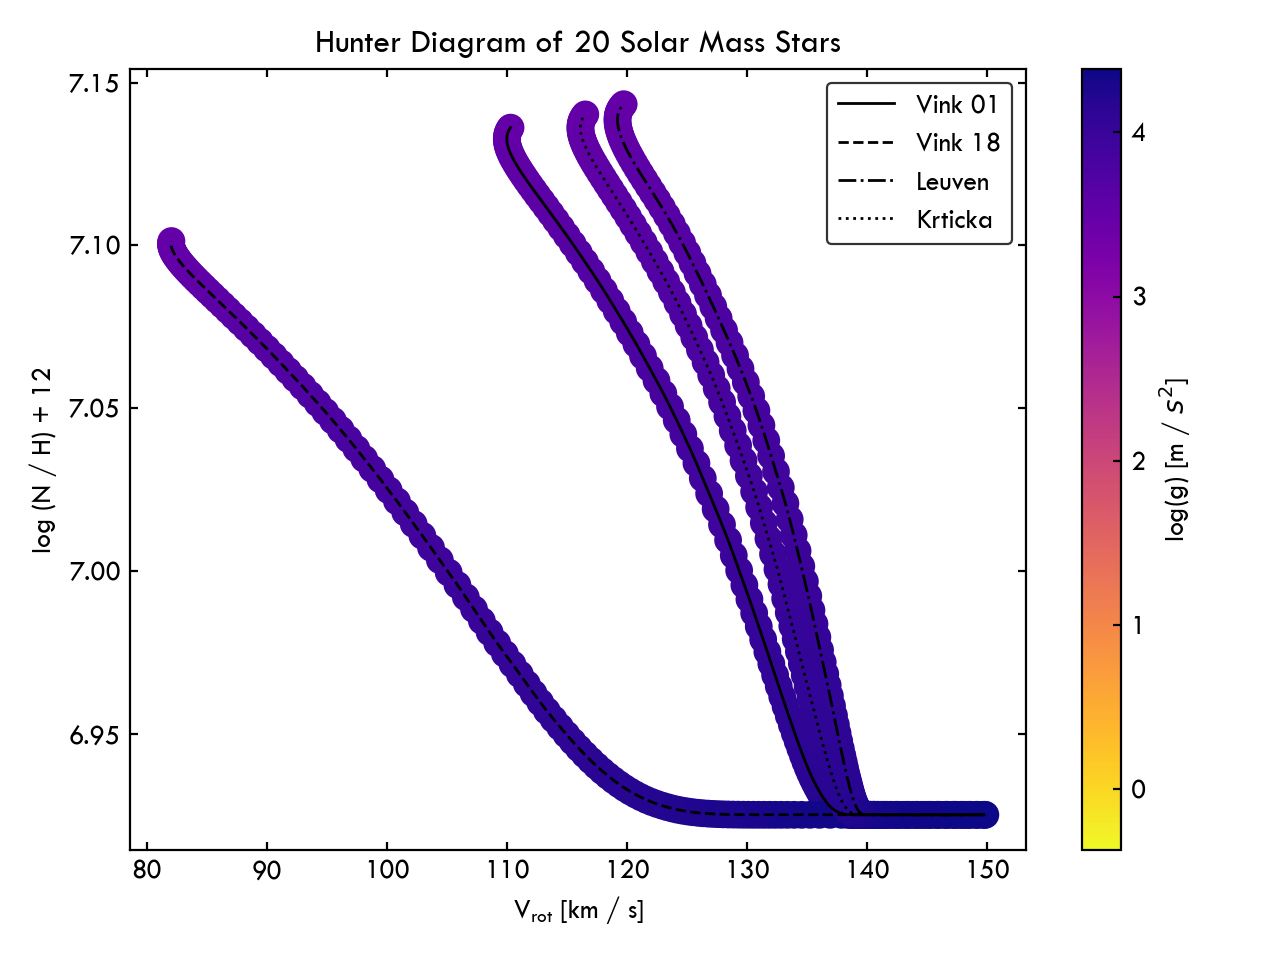 Hunter Diagram of 20 Solar Mass Stars
7.15
7.10
7.05
7.00
6.95
log (N / H) + 12
80 90 100 110 120 130 140 150
V_rot [km / s]
Vink 01
Vink 18
Leuven
Krticka
4
3
2
1
0
log(g) [m / s²]